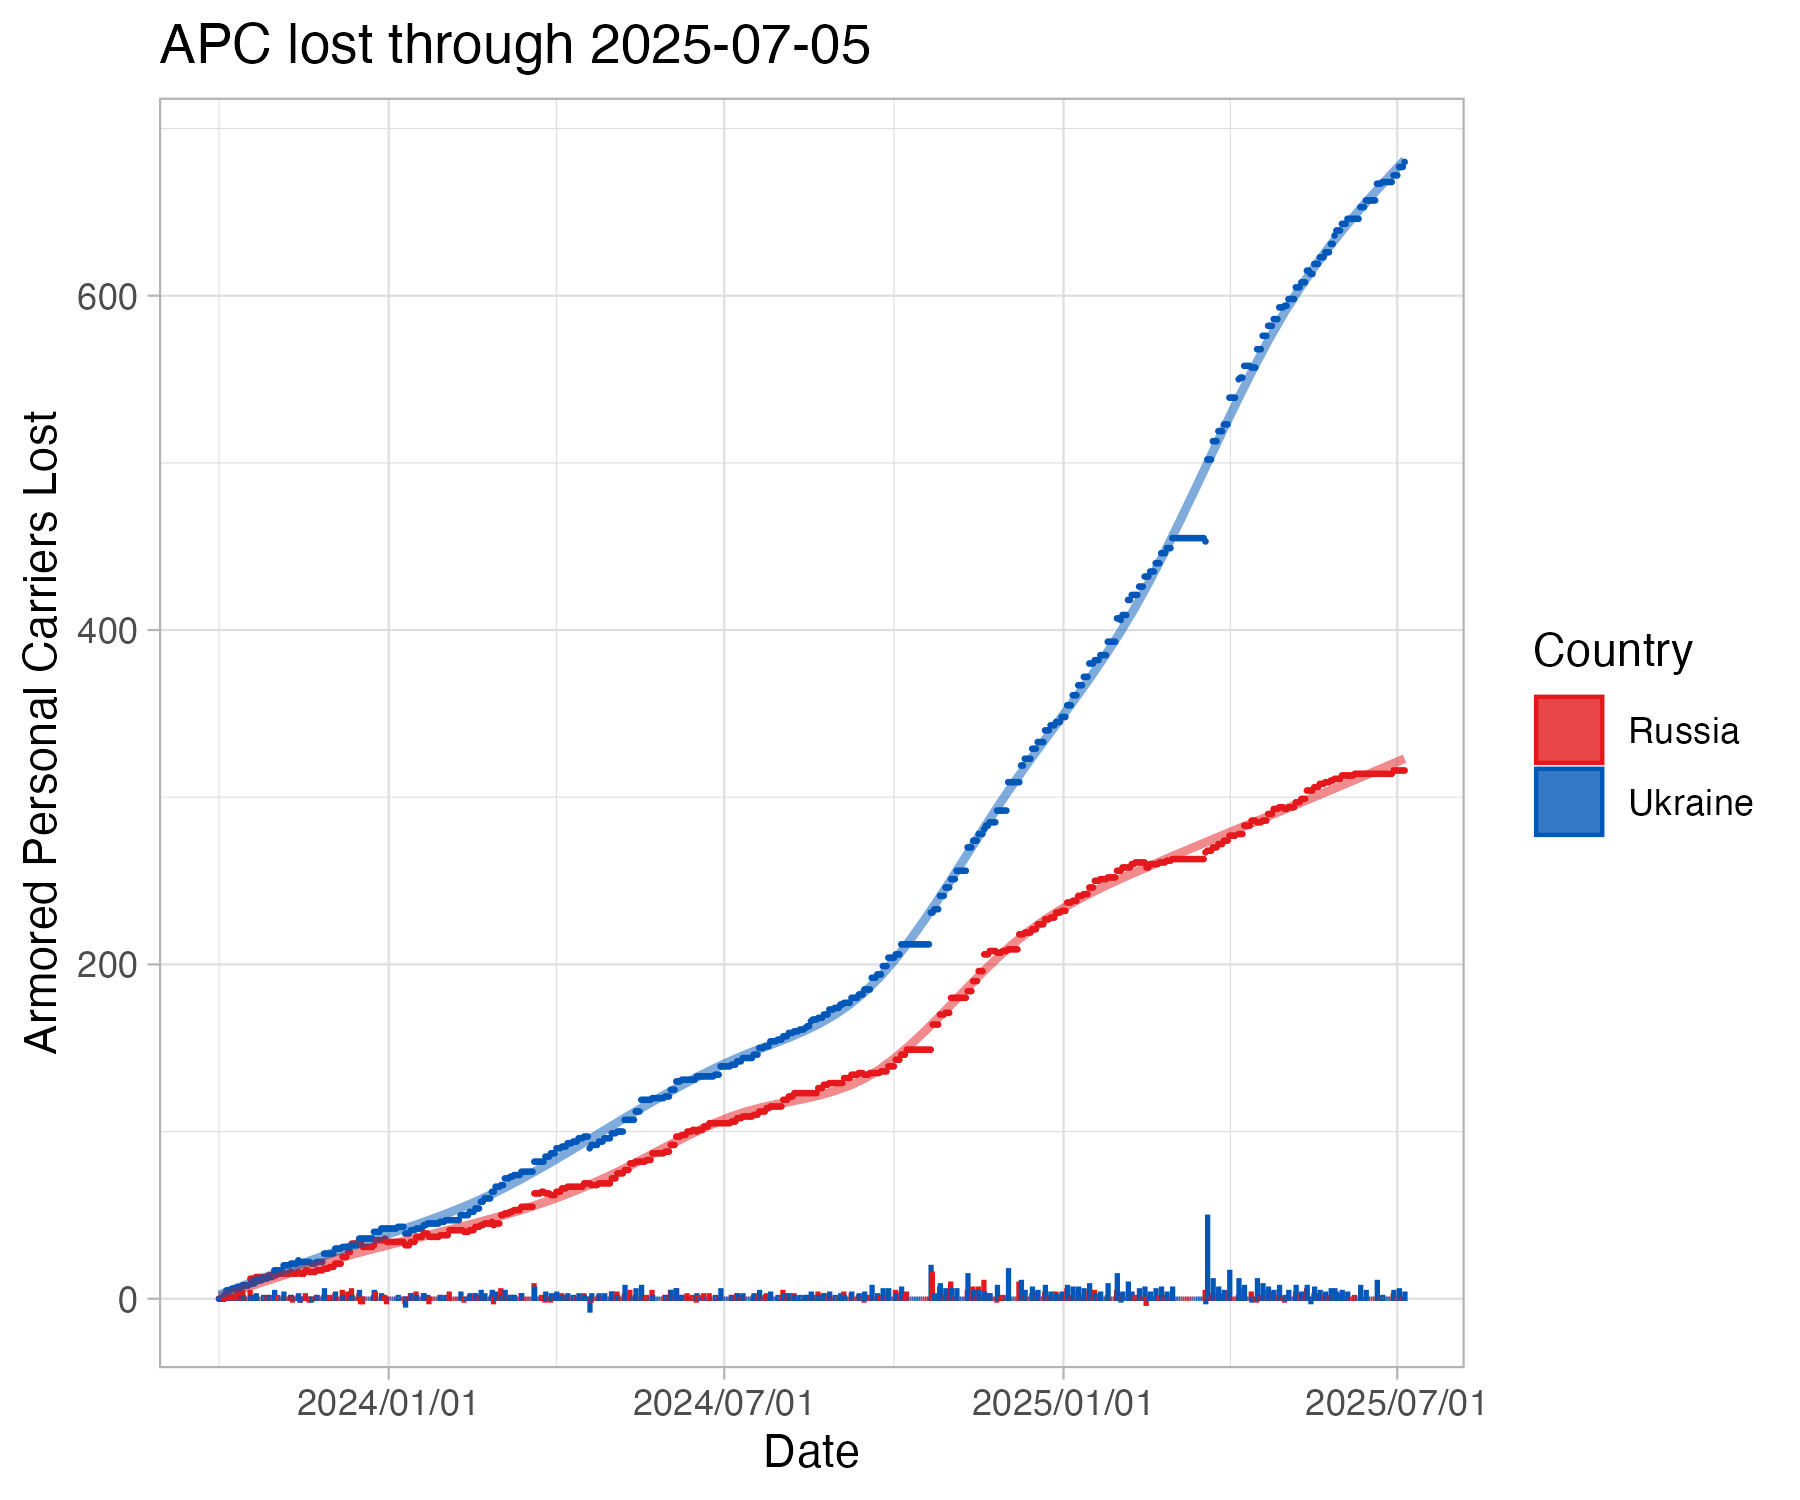 APC lost through 2025-07-05
Armored Personal Carriers Lost
600
400
200
0
2024/01/01
2024/07/01
2025/01/01
2025/07/01
Date
Country
Russia
Ukraine